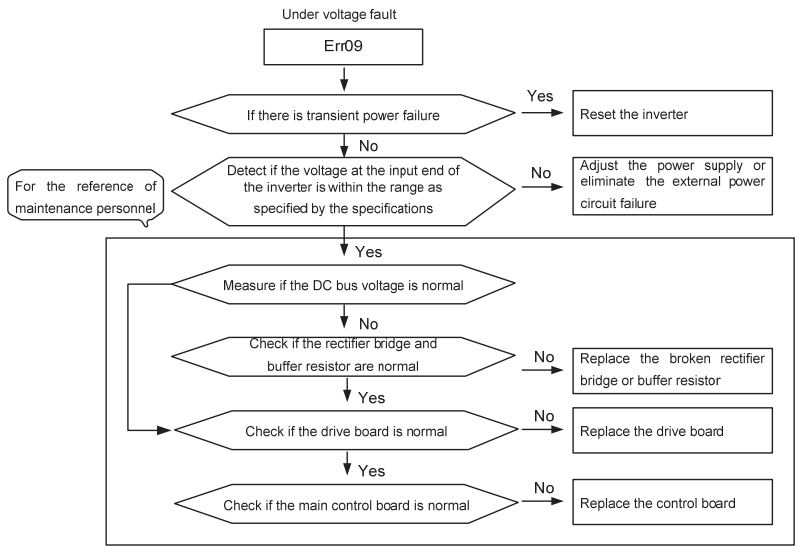 Under voltage fault
Err09
If there is transient power failure
Yes
Reset the inverter
No
Detect if the voltage at the input end of
the inverter is within the range as
specified by the specifications
No
Adjust the power supply or
eliminate the external power
circuit failure
For the reference of
maintenance personnel
Yes
Measure if the DC bus voltage is normal
No
Check if the rectifier bridge and
buffer resistor are normal
No
Replace the broken rectifier
bridge or buffer resistor
Yes
Check if the drive board is normal
No
Replace the drive board
Yes
Check if the main control board is normal
No
Replace the control board